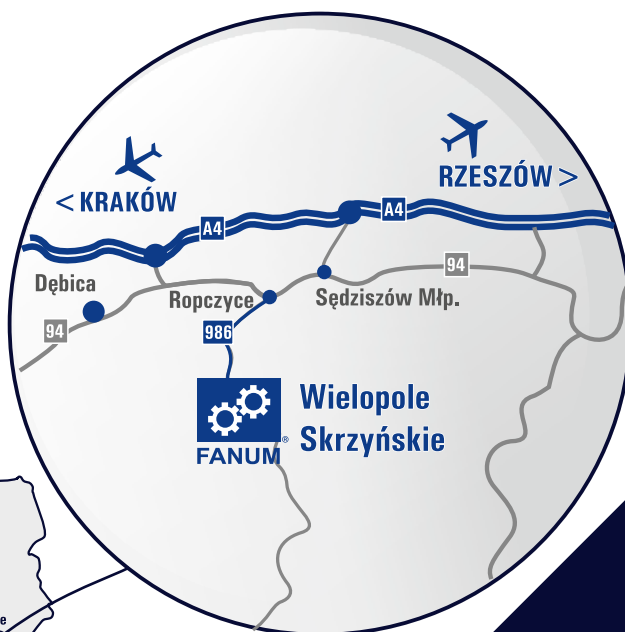 RZESZÓW >
< KRAKÓW
A4
A4
94
Dębica
Ropczyce
Sędziszów Młp.
94
986
Wielopole
Skrzyńskie
FANUM®